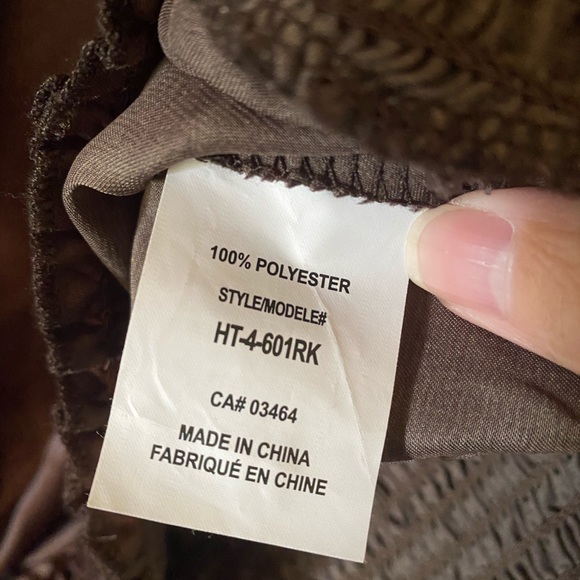 100% POLYESTER
STYLE/MODELE#
HT-4-601RK
CA# 03464
MADE IN CHINA
FABRIQUÉ EN CHINE